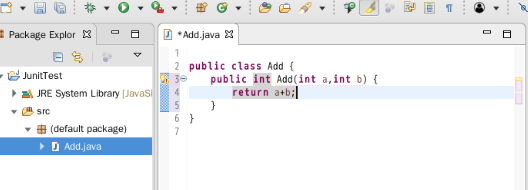 Package Explor
*Add.java
JunitTest
JRE System Library [JavaS
src
(default package)
Add.java
1
2 public class Add {
3 public int Add(int a,int b) {
4 return a+b;
5 }
6 }
7